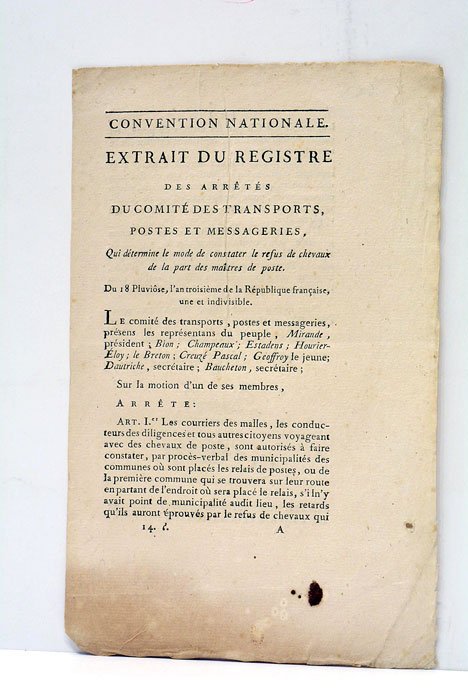 CONVENTION NATIONALE.
EXTRAIT DU REGISTRE
DES ARRÊTÉS
DU COMITÉ DES TRANSPORTS,
POSTES ET MESSAGERIES,
Qui détermine le mode de constater le refus de chevaux
de la part des maîtres de poste.
Du 18 Pluviôse, l'an troisième de la République française,
une et indivisible.
LE comité des transports, postes et messageries,
présens les représentans du peuple, Mirande,
président; Bion; Champeaux; Estadens; Hourier-
Eloy; le Breton; Creuzé Pascal; Geoffroy le jeune;
Dautriche, secrétaire; Baucheton, secrétaire;
Sur la motion d'un de ses membres,
ARRÊTE:
ART. I.er Les courriers des malles, les conduc-
teurs des diligences et tous autres citoyens voyageant
avec des chevaux de poste, sont autorisés à faire
constater, par procès-verbal des municipalités des
communes où sont placés les relais de postes, ou de
la première commune qui se trouvera sur leur route
en partant de l'endroit où sera placé le relais, s'il n'y
avait point de municipalité audit lieu, les retards
qu'ils auront éprouvés par le refus de chevaux qui
14. A